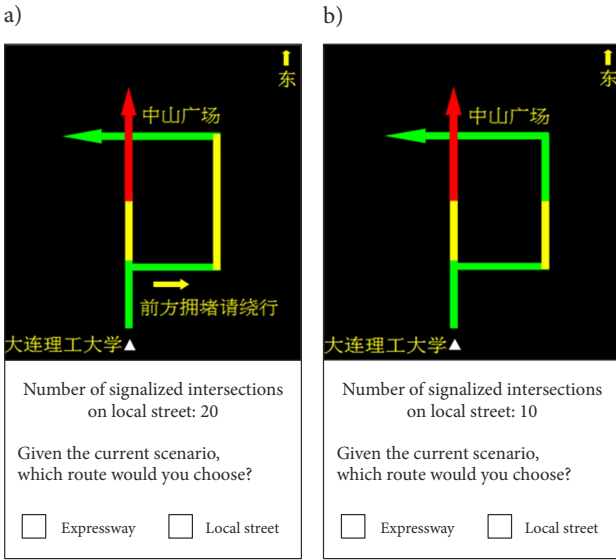 a)
东
中山广场
前方拥堵请绕行
大连理工大学
Number of signalized intersections
on local street: 20
Given the current scenario,
which route would you choose?
Expressway
Local street
b)
东
中山广场
大连理工大学
Number of signalized intersections
on local street: 10
Given the current scenario,
which route would you choose?
Expressway
Local street